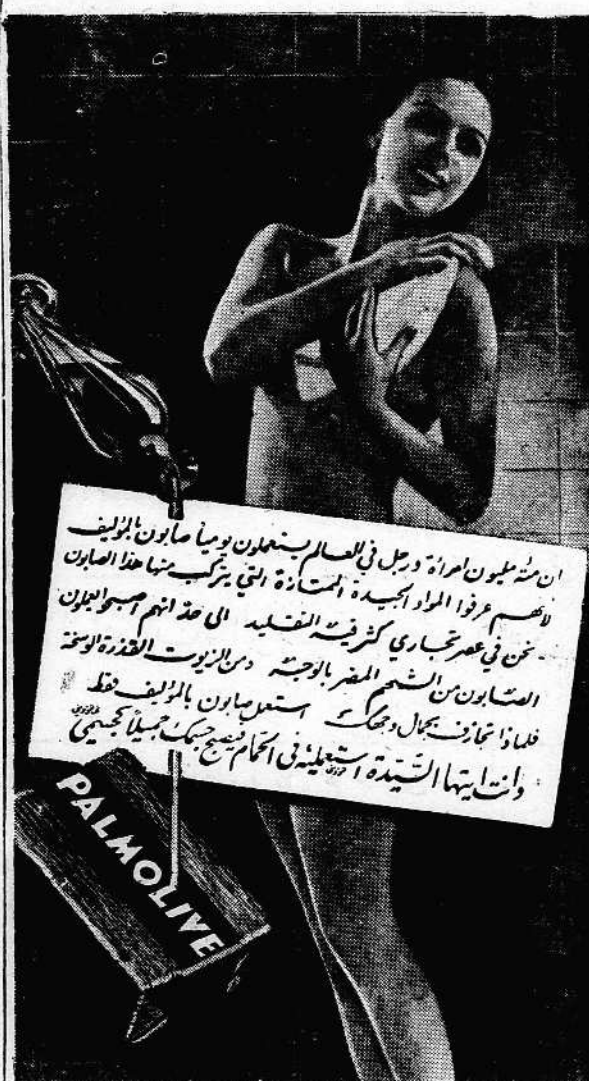 ان مئة مليون امرأة ورجل في العالم يستعملون يومياً صابون بالمؤليف
لانهم عرفوا المواد الجيدة الممتازة التي يتركب منها هذا الصابون
. نحن في عصر تجاري كثر فيه التقليد الى حد انهم اصبحوا يعملون
الصابون من الشحم المضر بالوجه ومن الزيوت القذرة الوسخة
فلماذا تجازف بجمال وجهك استعمل صابون بالمؤليف فقط
وانت ايتها السيدة استعمليه في الحمام فيصبح جسمك جميلاً كجسمي
PALMOLIVE